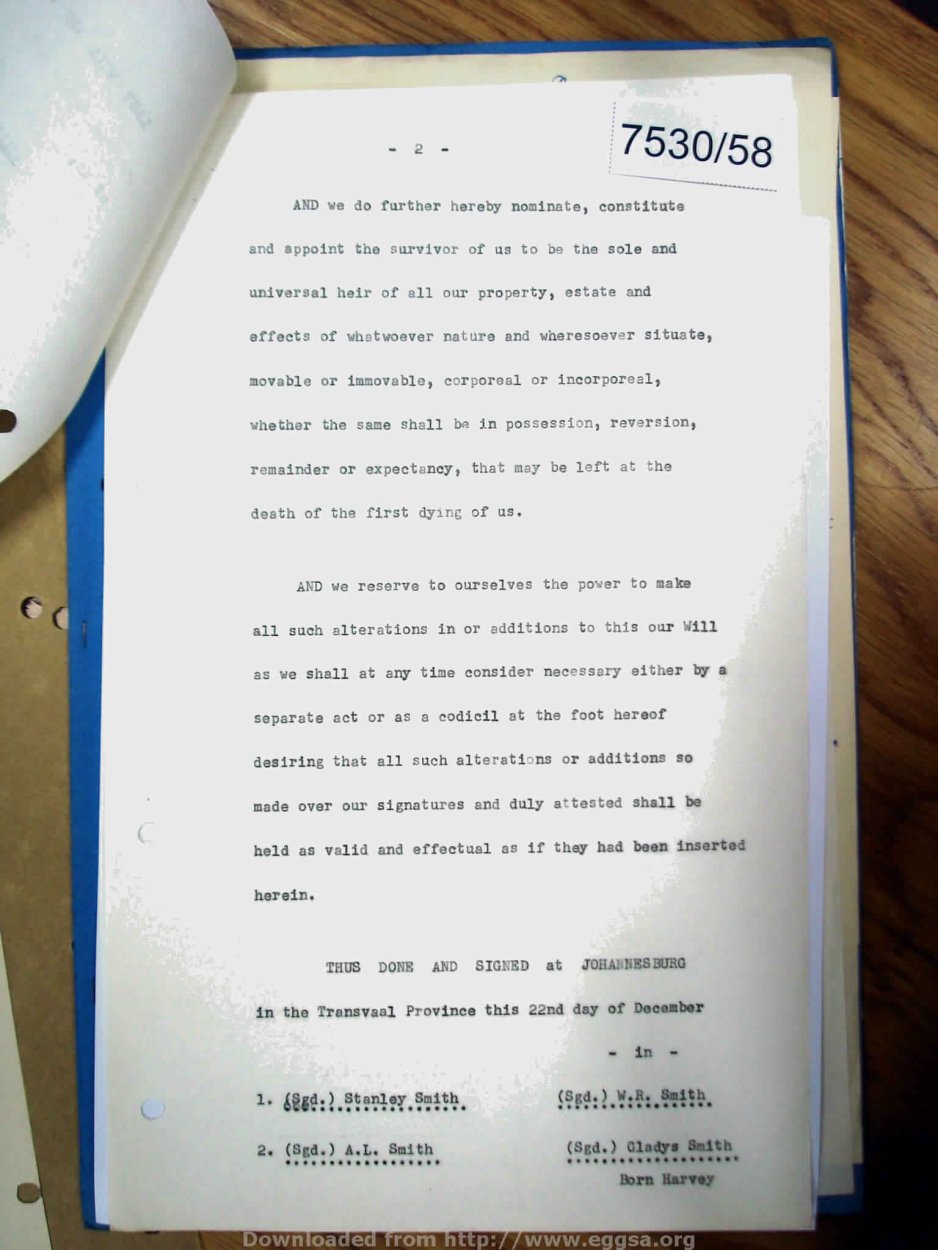 - 2 -
7530/58
AND we do further hereby nominate, constitute
and appoint the survivor of us to be the sole and
universal heir of all our property, estate and
effects of whatwoever nature and wheresoever situate,
movable or immovable, corporeal or incorporeal,
whether the same shall be in possession, reversion,
remainder or expectancy, that may be left at the
death of the first dying of us.
AND we reserve to ourselves the power to make
all such alterations in or additions to this our Will
as we shall at any time consider necessary either by a
separate act or as a codicil at the foot hereof
desiring that all such alterations or additions so
made over our signatures and duly attested shall be
held as valid and effectual as if they had been inserted
herein.
THUS DONE AND SIGNED at JOHANNESBURG
in the Transvaal Province this 22nd day of December
- in -
1. (Sgd.) Stanley Smith (Sgd.) W.R. Smith
2. (Sgd.) A.L. Smith (Sgd.) Gladys Smith
Born Harvey
Downloaded from http://www.eggsa.org